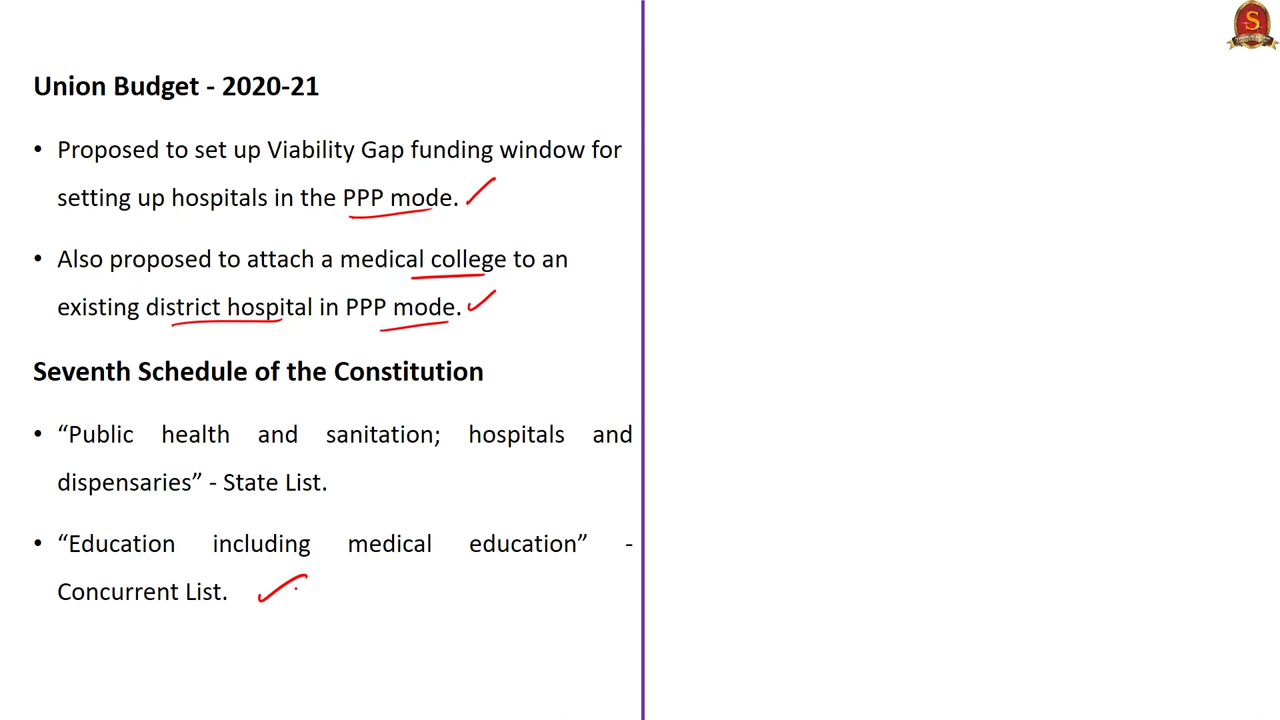 Union Budget - 2020-21
• Proposed to set up Viability Gap funding window for
setting up hospitals in the PPP mode.
• Also proposed to attach a medical college to an
existing district hospital in PPP mode.
Seventh Schedule of the Constitution
• “Public health and sanitation; hospitals and
dispensaries” - State List.
• “Education including medical education” -
Concurrent List.
S